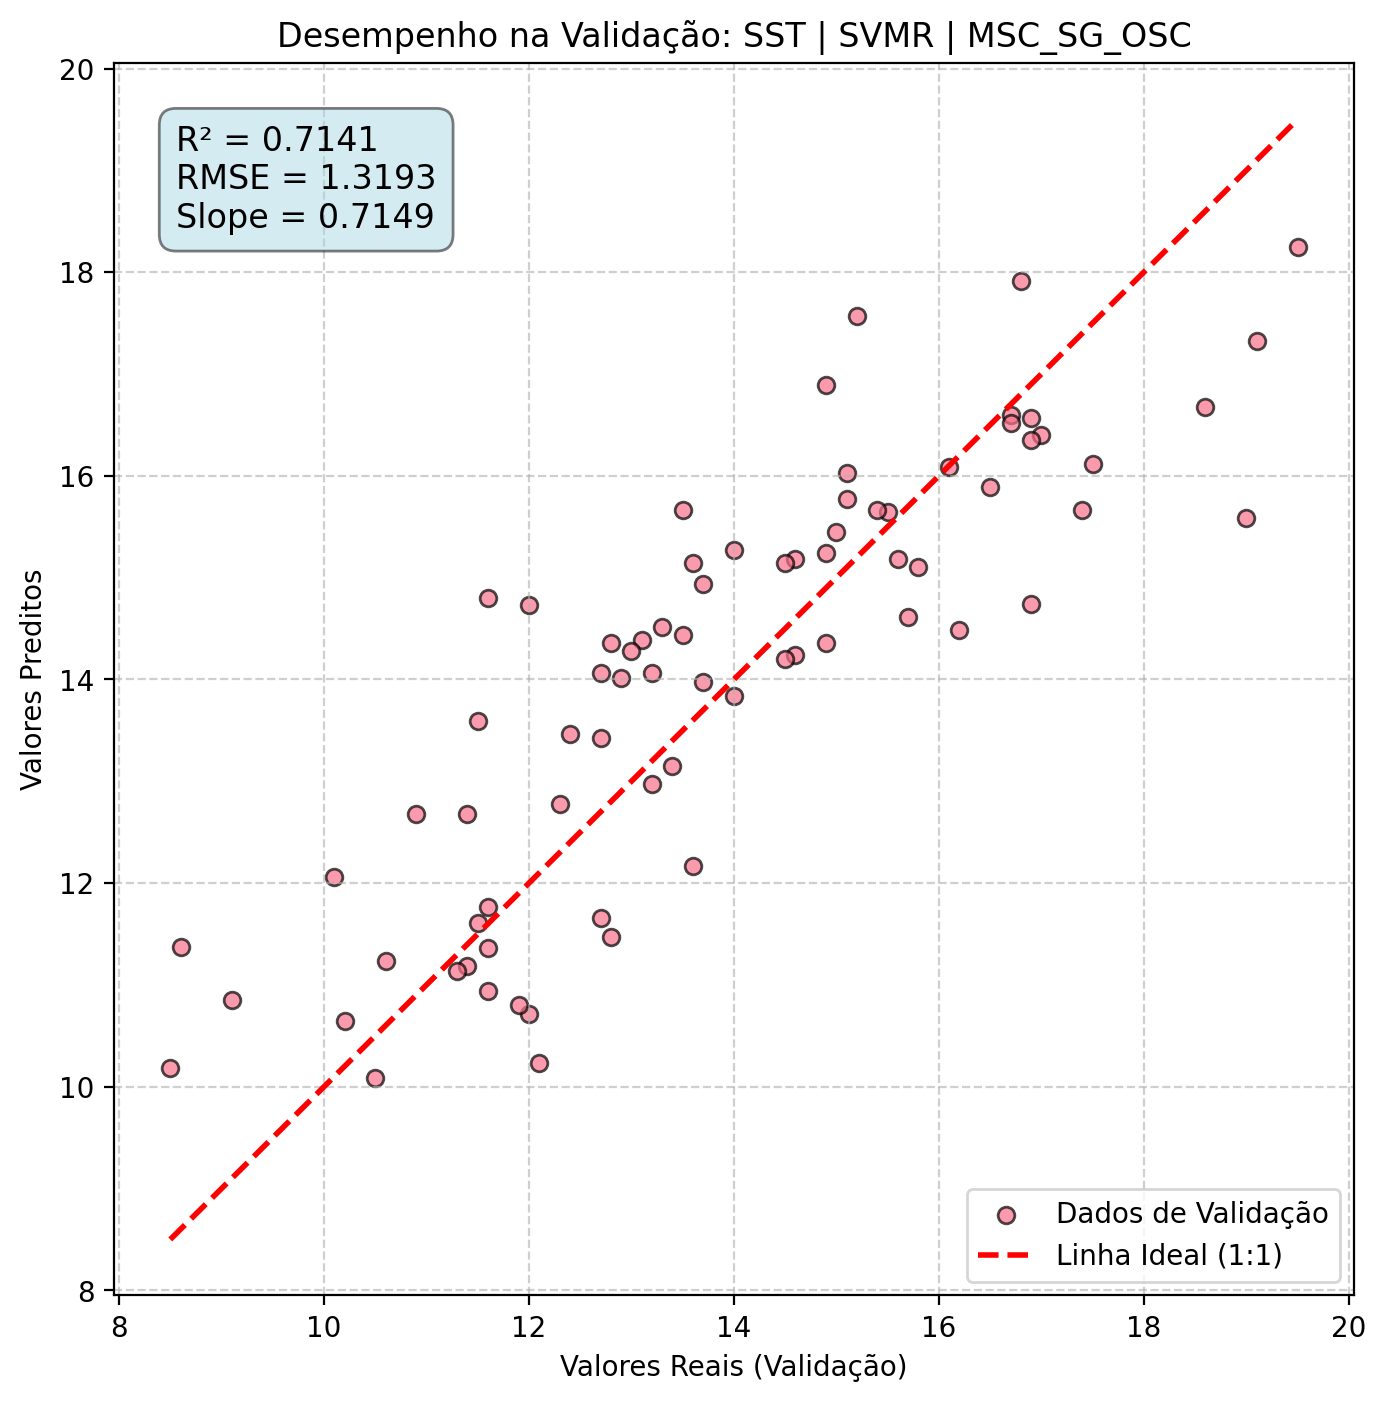 Desempenho na Validação: SST | SVMR | MSC_SG_OSC
R² = 0.7141
RMSE = 1.3193
Slope = 0.7149
20
18
16
14
12
10
8
Valores Preditos
Dados de Validação
Linha Ideal (1:1)
8 10 12 14 16 18 20
Valores Reais (Validação)